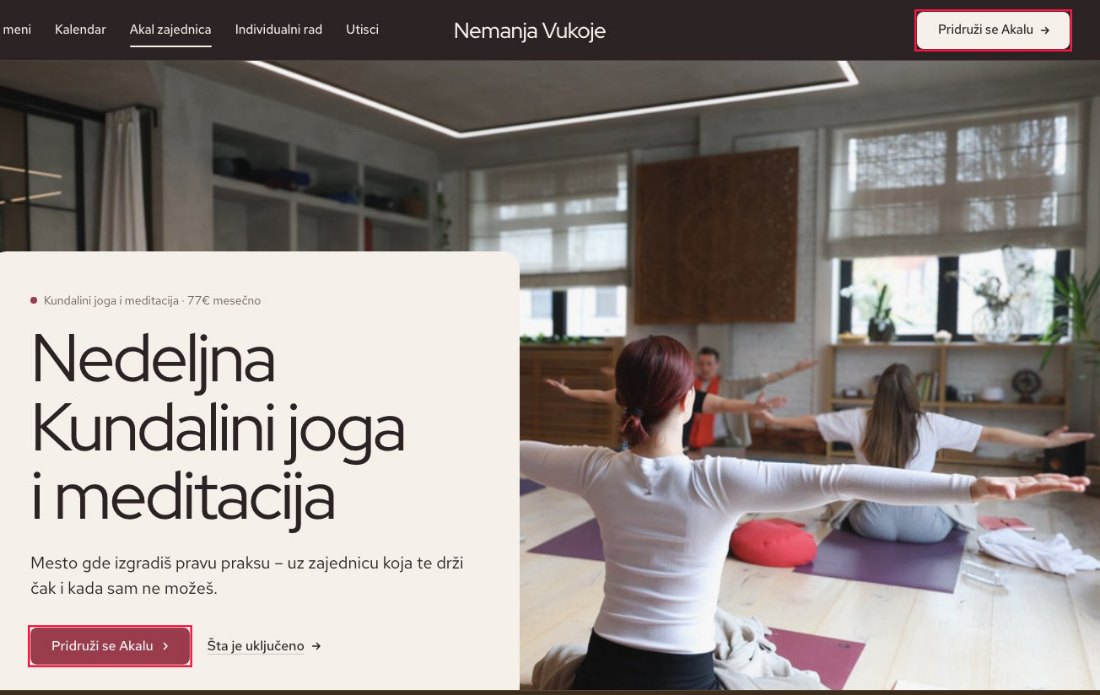 meni Kalendar Akal zajednica Individualni rad Utisci Nemanja Vukoje Pridruži se Akalu →
Kundalini joga i meditacija · 77€ mesečno
Nedeljna
Kundalini joga
i meditacija
Mesto gde izgradiš pravu praksu – uz zajednicu koja te drži
čak i kada sam ne možeš.
Pridruži se Akalu › Šta je uključeno →